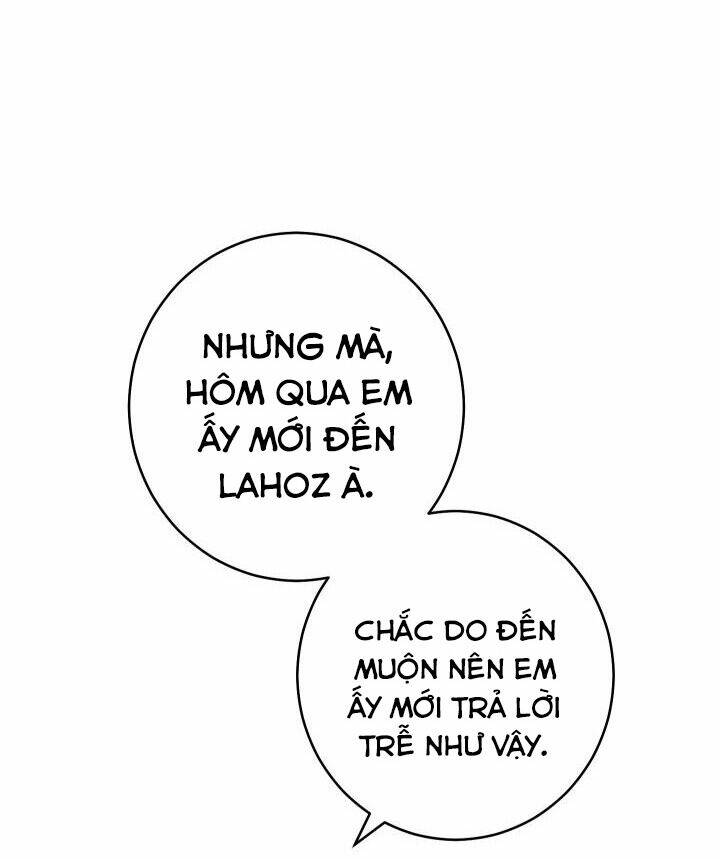 NHƯNG MÀ,
HÔM QUA EM
ẤY MỚI ĐẾN
LAHOZ À.
CHẮC DO ĐẾN
MUỘN NÊN EM
ẤY MỚI TRẢ LỜI
TRỄ NHƯ VẬY.